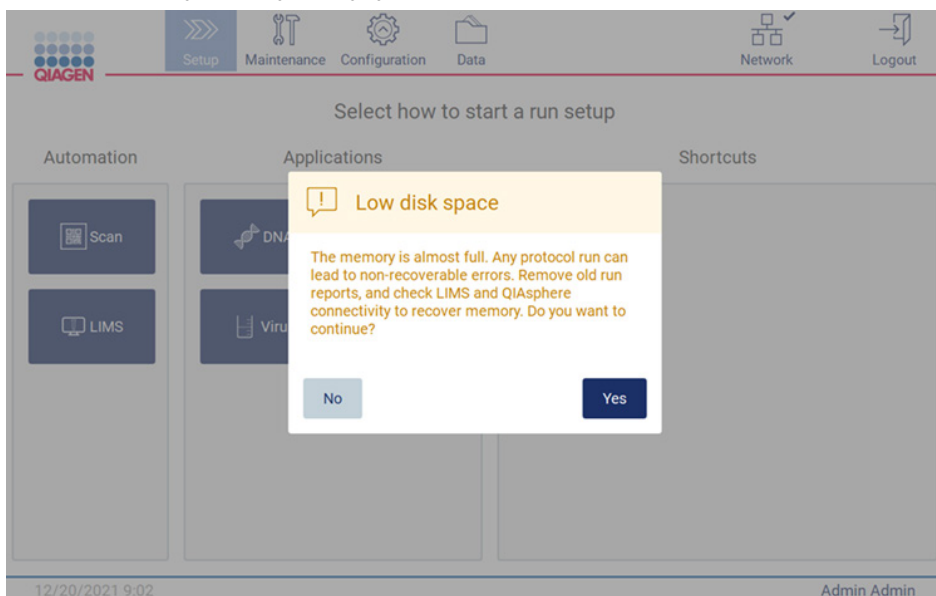 QIAGEN
Setup
Maintenance
Configuration
Data
Network
Logout
Select how to start a run setup
Automation
Applications
Shortcuts
Scan
LIMS
DNA
Viru
! Low disk space
The memory is almost full. Any protocol run can
lead to non-recoverable errors. Remove old run
reports, and check LIMS and QIAsphere
connectivity to recover memory. Do you want to
continue?
No
Yes
12/20/2021 9:02
Admin Admin